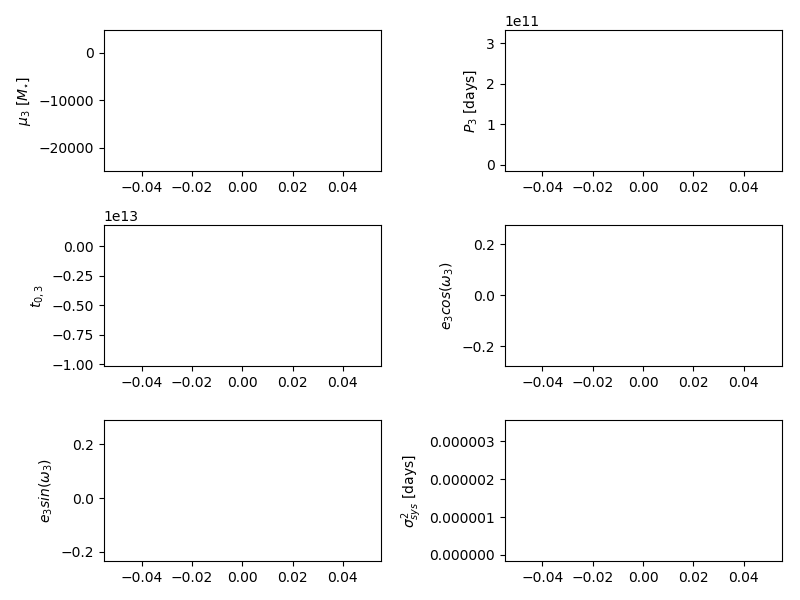 μ₃ [M⋆]
0
−10000
−20000
−0.04 −0.02 0.00 0.02 0.04
1e11
P₃ [days]
3
2
1
0
−0.04 −0.02 0.00 0.02 0.04
1e13
t₀,₃
0.00
−0.25
−0.50
−0.75
−1.00
−0.04 −0.02 0.00 0.02 0.04
e₃cos(ω₃)
0.2
0.0
−0.2
−0.04 −0.02 0.00 0.02 0.04
e₃sin(ω₃)
0.2
0.0
−0.2
−0.04 −0.02 0.00 0.02 0.04
σ²_sys [days]
0.000003
0.000002
0.000001
0.000000
−0.04 −0.02 0.00 0.02 0.04